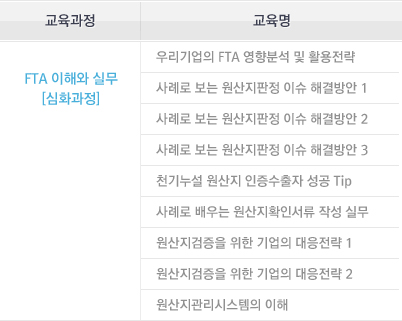 교육과정 교육명
FTA 이해와 실무
[심화과정]
우리기업의 FTA 영향분석 및 활용전략
사례로 보는 원산지판정 이슈 해결방안 1
사례로 보는 원산지판정 이슈 해결방안 2
사례로 보는 원산지판정 이슈 해결방안 3
천기누설 원산지 인증수출자 성공 Tip
사례로 배우는 원산지확인서류 작성 실무
원산지검증을 위한 기업의 대응전략 1
원산지검증을 위한 기업의 대응전략 2
원산지관리시스템의 이해